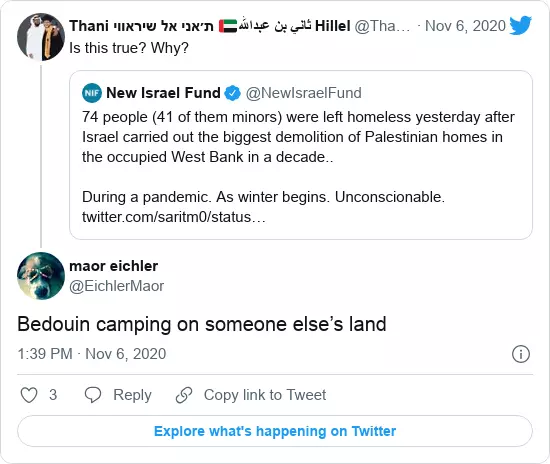 Thani ת׳אני אל שיראווי 🇦🇪ثاني بن عبدالله Hillel @Tha… · Nov 6, 2020
Is this true? Why?
NIF New Israel Fund @NewIsraelFund
74 people (41 of them minors) were left homeless yesterday after
Israel carried out the biggest demolition of Palestinian homes in
the occupied West Bank in a decade..
During a pandemic. As winter begins. Unconscionable.
twitter.com/saritm0/status…
maor eichler
@EichlerMaor
Bedouin camping on someone else’s land
1:39 PM · Nov 6, 2020
3 Reply Copy link to Tweet
Explore what's happening on Twitter